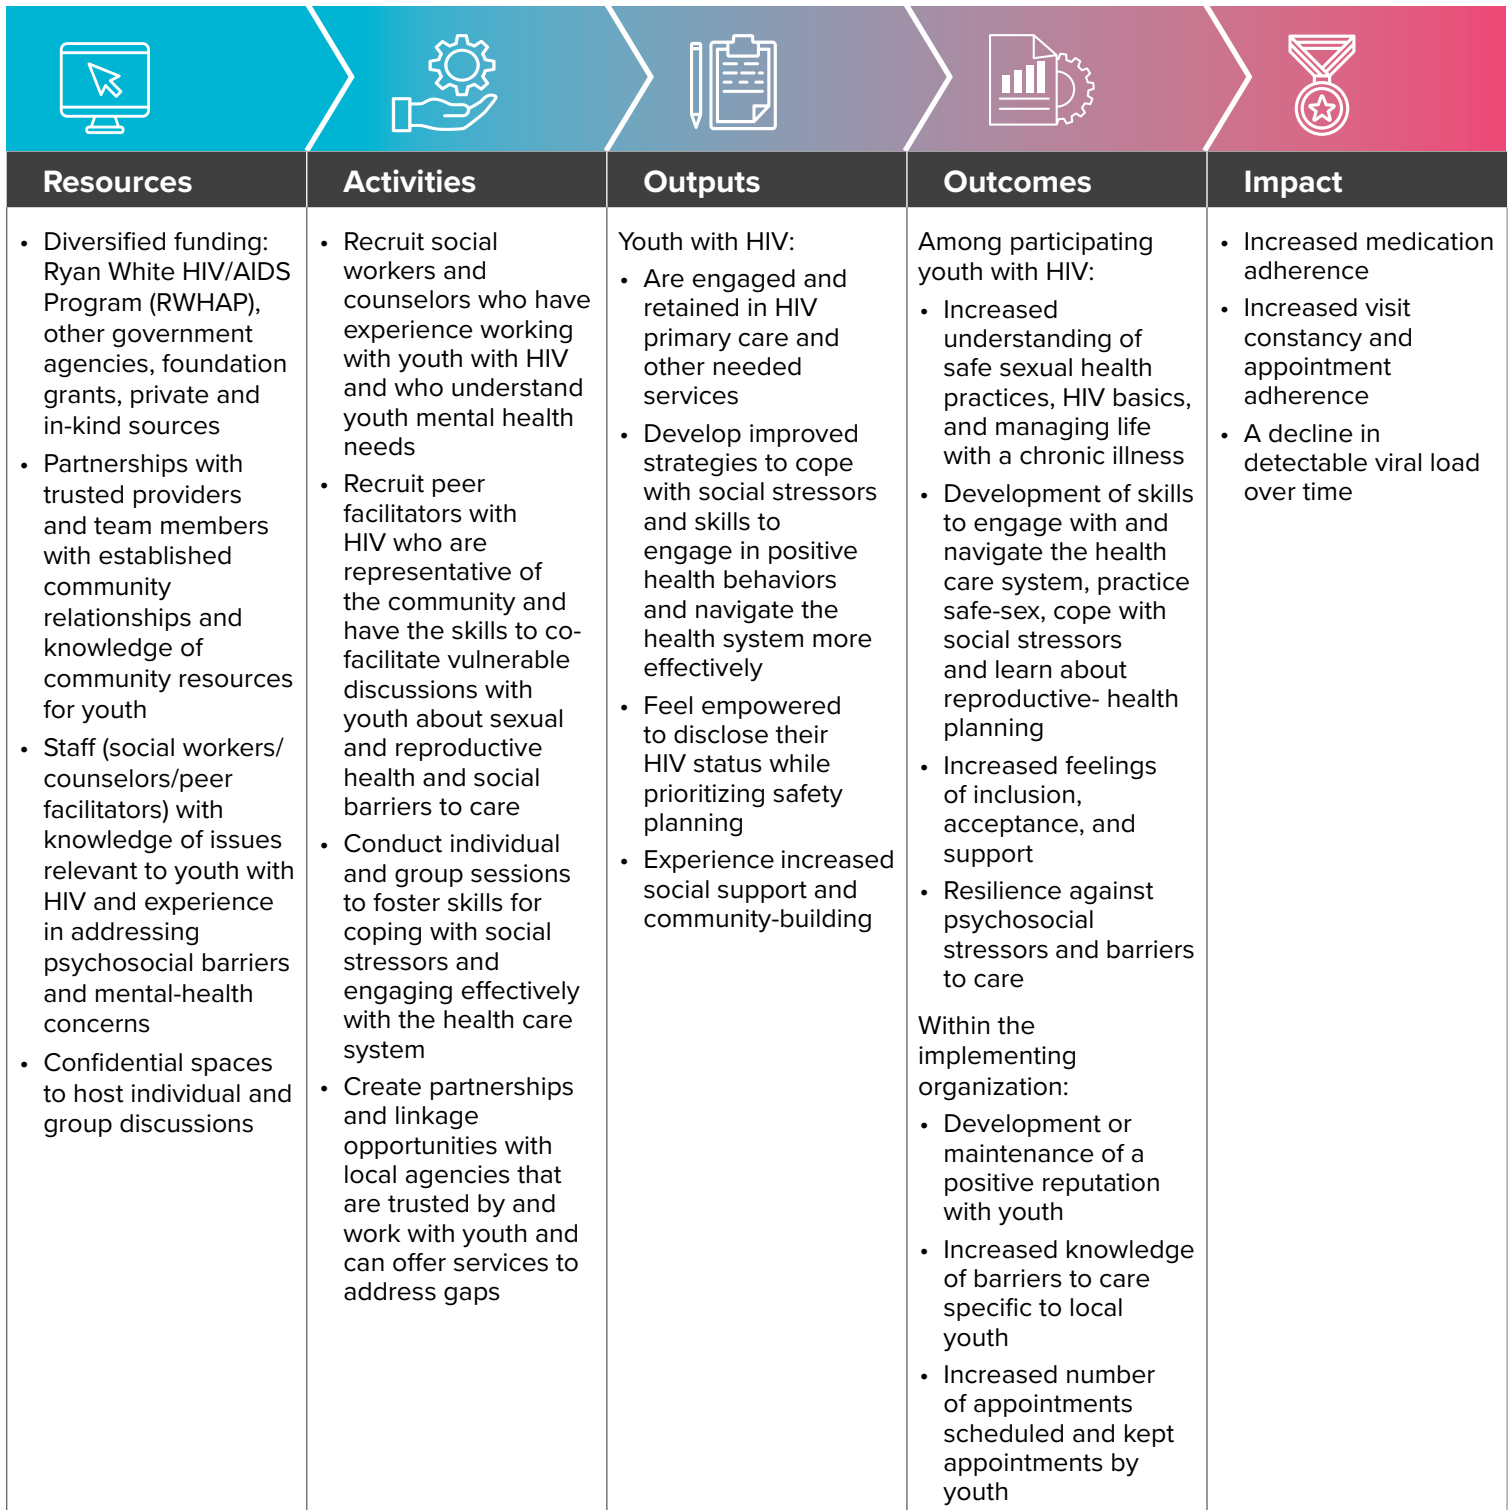 Resources
Activities
Outputs
Outcomes
Impact
• Diversified funding:
Ryan White HIV/AIDS
Program (RWHAP),
other government
agencies, foundation
grants, private and
in-kind sources
• Partnerships with
trusted providers
and team members
with established
community
relationships and
knowledge of
community resources
for youth
• Staff (social workers/
counselors/peer
facilitators) with
knowledge of issues
relevant to youth with
HIV and experience
in addressing
psychosocial barriers
and mental-health
concerns
• Confidential spaces
to host individual and
group discussions
• Recruit social
workers and
counselors who have
experience working
with youth with HIV
and who understand
youth mental health
needs
• Recruit peer
facilitators with
HIV who are
representative of
the community and
have the skills to co-
facilitate vulnerable
discussions with
youth about sexual
and reproductive
health and social
barriers to care
• Conduct individual
and group sessions
to foster skills for
coping with social
stressors and
engaging effectively
with the health care
system
• Create partnerships
and linkage
opportunities with
local agencies that
are trusted by and
work with youth and
can offer services to
address gaps
Youth with HIV:
• Are engaged and
retained in HIV
primary care and
other needed
services
• Develop improved
strategies to cope
with social stressors
and skills to
engage in positive
health behaviors
and navigate the
health system more
effectively
• Feel empowered
to disclose their
HIV status while
prioritizing safety
planning
• Experience increased
social support and
community-building
Among participating
youth with HIV:
• Increased
understanding of
safe sexual health
practices, HIV basics,
and managing life
with a chronic illness
• Development of skills
to engage with and
navigate the health
care system, practice
safe-sex, cope with
social stressors
and learn about
reproductive- health
planning
• Increased feelings
of inclusion,
acceptance, and
support
• Resilience against
psychosocial
stressors and barriers
to care
Within the
implementing
organization:
• Development or
maintenance of a
positive reputation
with youth
• Increased knowledge
of barriers to care
specific to local
youth
• Increased number
of appointments
scheduled and kept
appointments by
youth
• Increased medication
adherence
• Increased visit
constancy and
appointment
adherence
• A decline in
detectable viral load
over time